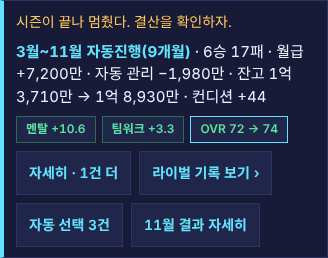 시즌이 끝나 멈췄다. 결산을 확인하자.
3월~11월 자동진행(9개월) · 6승 17패 · 월급
+7,200만 · 자동 관리 −1,980만 · 잔고 1억
3,710만 → 1억 8,930만 · 컨디션 +44
멘탈 +10.6 팀워크 +3.3 OVR 72 → 74
자세히 · 1건 더 라이벌 기록 보기 ›
자동 선택 3건 11월 결과 자세히